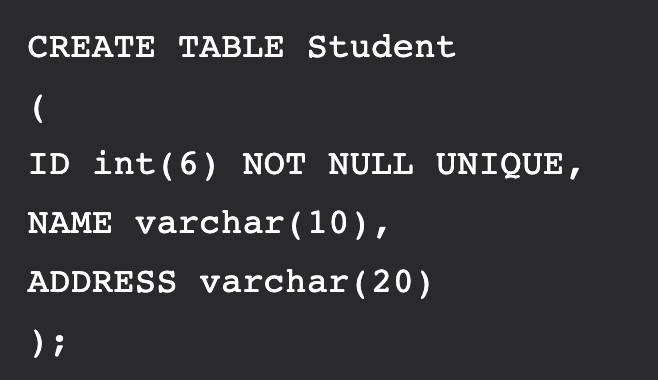 CREATE TABLE Student
(
ID int(6) NOT NULL UNIQUE,
NAME varchar(10),
ADDRESS varchar(20)
);